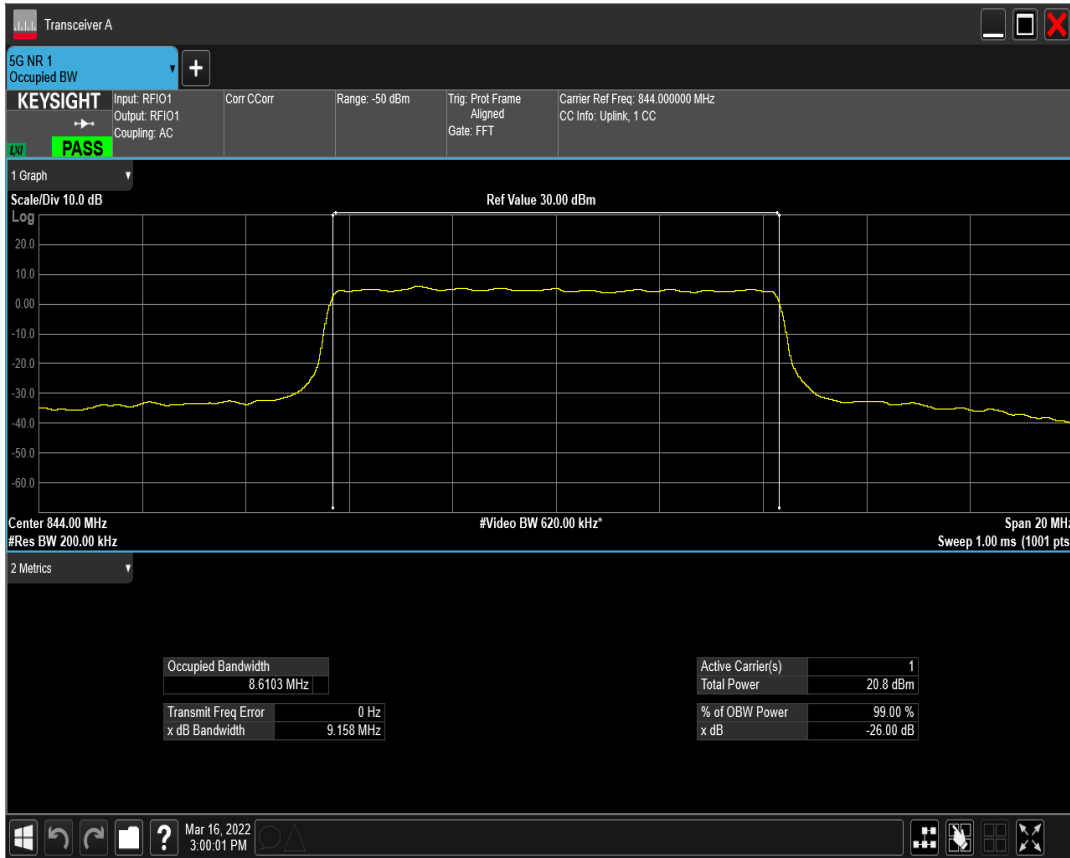 Transceiver A
5G NR 1
Occupied BW
KEYSIGHT
Input: RFIO1
Output: RFIO1
Coupling: AC
Corr CCorr
Range: -50 dBm
Trig: Prot Frame
Aligned
Gate: FFT
Carrier Ref Freq: 844.000000 MHz
CC Info: Uplink, 1 CC
LXI
PASS
1 Graph
Scale/Div 10.0 dB
Ref Value 30.00 dBm
Log
20.0
10.0
0.00
-10.0
-20.0
-30.0
-40.0
-50.0
-60.0
Center 844.00 MHz
#Video BW 620.00 kHz*
Span 20 MHz
#Res BW 200.00 kHz
Sweep 1.00 ms (1001 pts
2 Metrics
Occupied Bandwidth
8.6103 MHz
Transmit Freq Error 0 Hz
x dB Bandwidth 9.158 MHz
Active Carrier(s) 1
Total Power 20.8 dBm
% of OBW Power 99.00 %
x dB -26.00 dB
?
Mar 16, 2022
3:00:01 PM